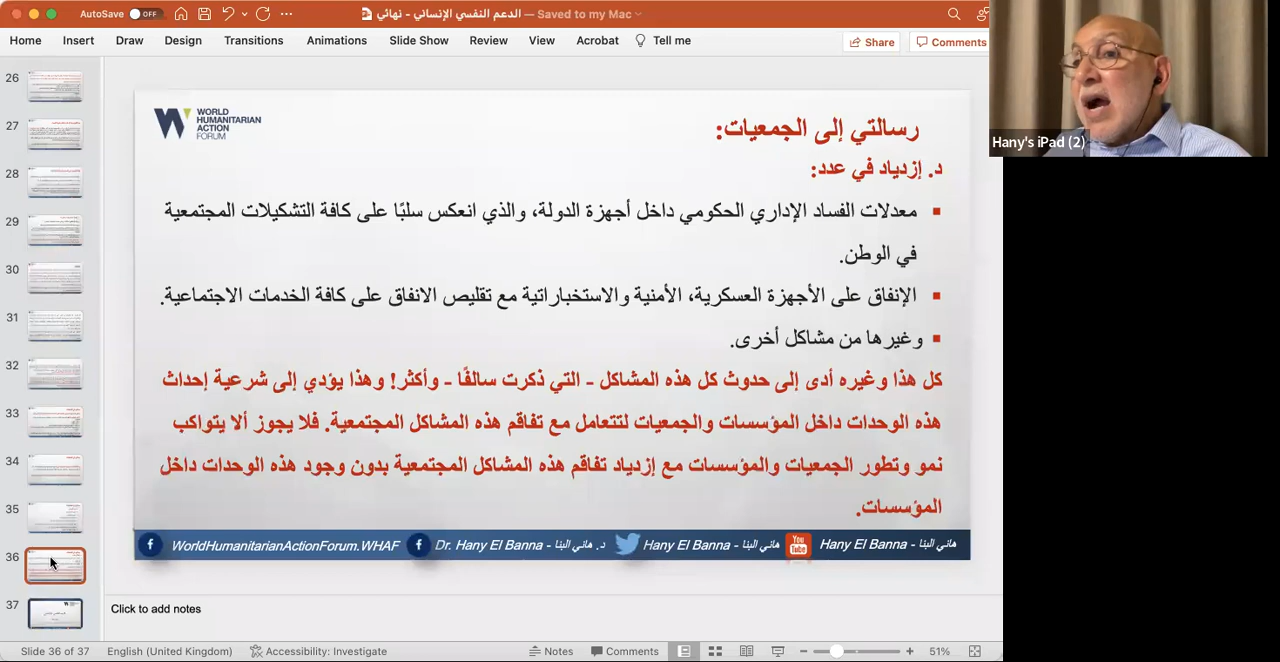 AutoSave OFF
الدعم النفسي الإنساني - نهائي — Saved to my Mac
Home Insert Draw Design Transitions Animations Slide Show Review View Acrobat Tell me
Share Comments
Hany's iPad (2)
26
27
28
29
30
31
32
33
34
35
36
37
WORLD
HUMANITARIAN
ACTION
FORUM
رسالتي إلى الجمعيات:
د. إزدياد في عدد:
▪ معدلات الفساد الإداري الحكومي داخل أجهزة الدولة، والذي انعكس سلبًا على كافة التشكيلات المجتمعية
في الوطن.
▪ الإنفاق على الأجهزة العسكرية، الأمنية والاستخباراتية مع تقليص الانفاق على كافة الخدمات الاجتماعية.
▪ وغيرها من مشاكل أخرى.
كل هذا وغيره أدى إلى حدوث كل هذه المشاكل - التي ذكرت سالفًا - وأكثر! وهذا يؤدي إلى شرعية إحداث
هذه الوحدات داخل المؤسسات والجمعيات لتتعامل مع تفاقم هذه المشاكل المجتمعية. فلا يجوز ألا يتواكب
نمو وتطور الجمعيات والمؤسسات مع إزدياد تفاقم هذه المشاكل المجتمعية بدون وجود هذه الوحدات داخل
المؤسسات.
WorldHumanitarianActionForum.WHAF
Dr. Hany El Banna - د. هاني البنا
Hany El Banna - هاني البنا
You Tube
Hany El Banna - هاني البنا
Click to add notes
Slide 36 of 37 English (United Kingdom) Accessibility: Investigate Notes Comments 51%